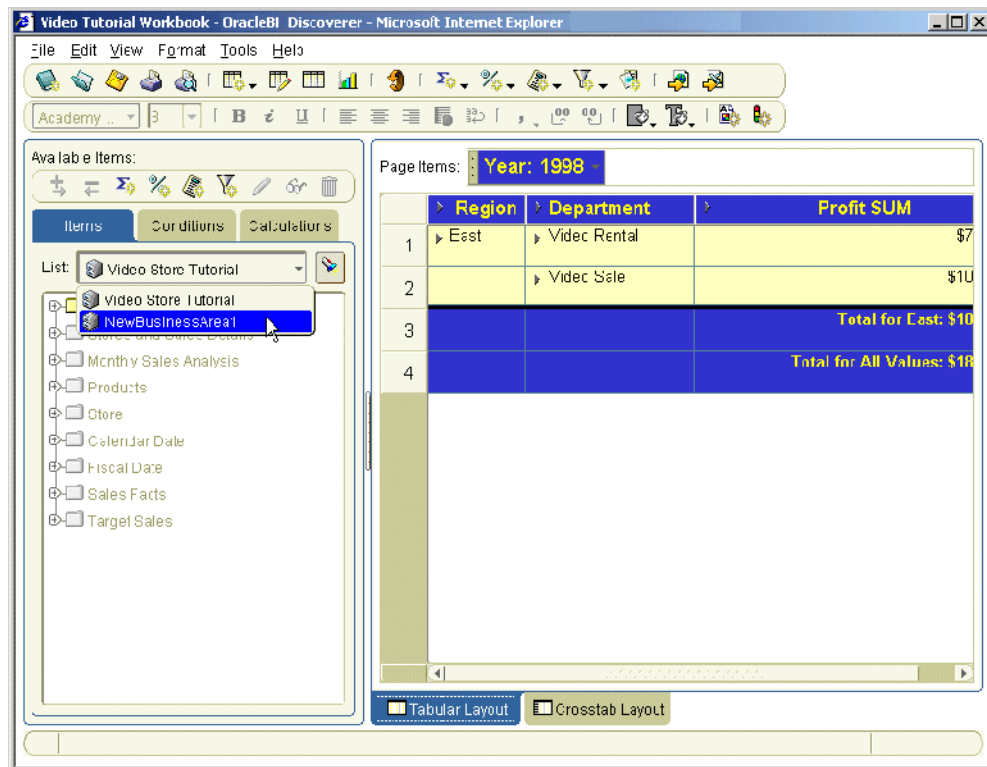 Video Tutorial Workbook - OracleBI Discoverer - Microsoft Internet Explorer
File Edit View Format Tools Help
Academy ..
Available Items:
Items Conditions Calculations
List: Video Store Tutorial
Video Store Tutorial
NewBusinessArea1
Monthly Sales Analysis
Products
Store
Calendar Date
Fiscal Date
Sales Facts
Target Sales
Page Items: Year: 1998
Region Department Profit SUM
1 East Video Rental $7
2 Video Sale $10
3 Total for East: $10
4 Total for All Values: $18
Tabular Layout Crosstab Layout